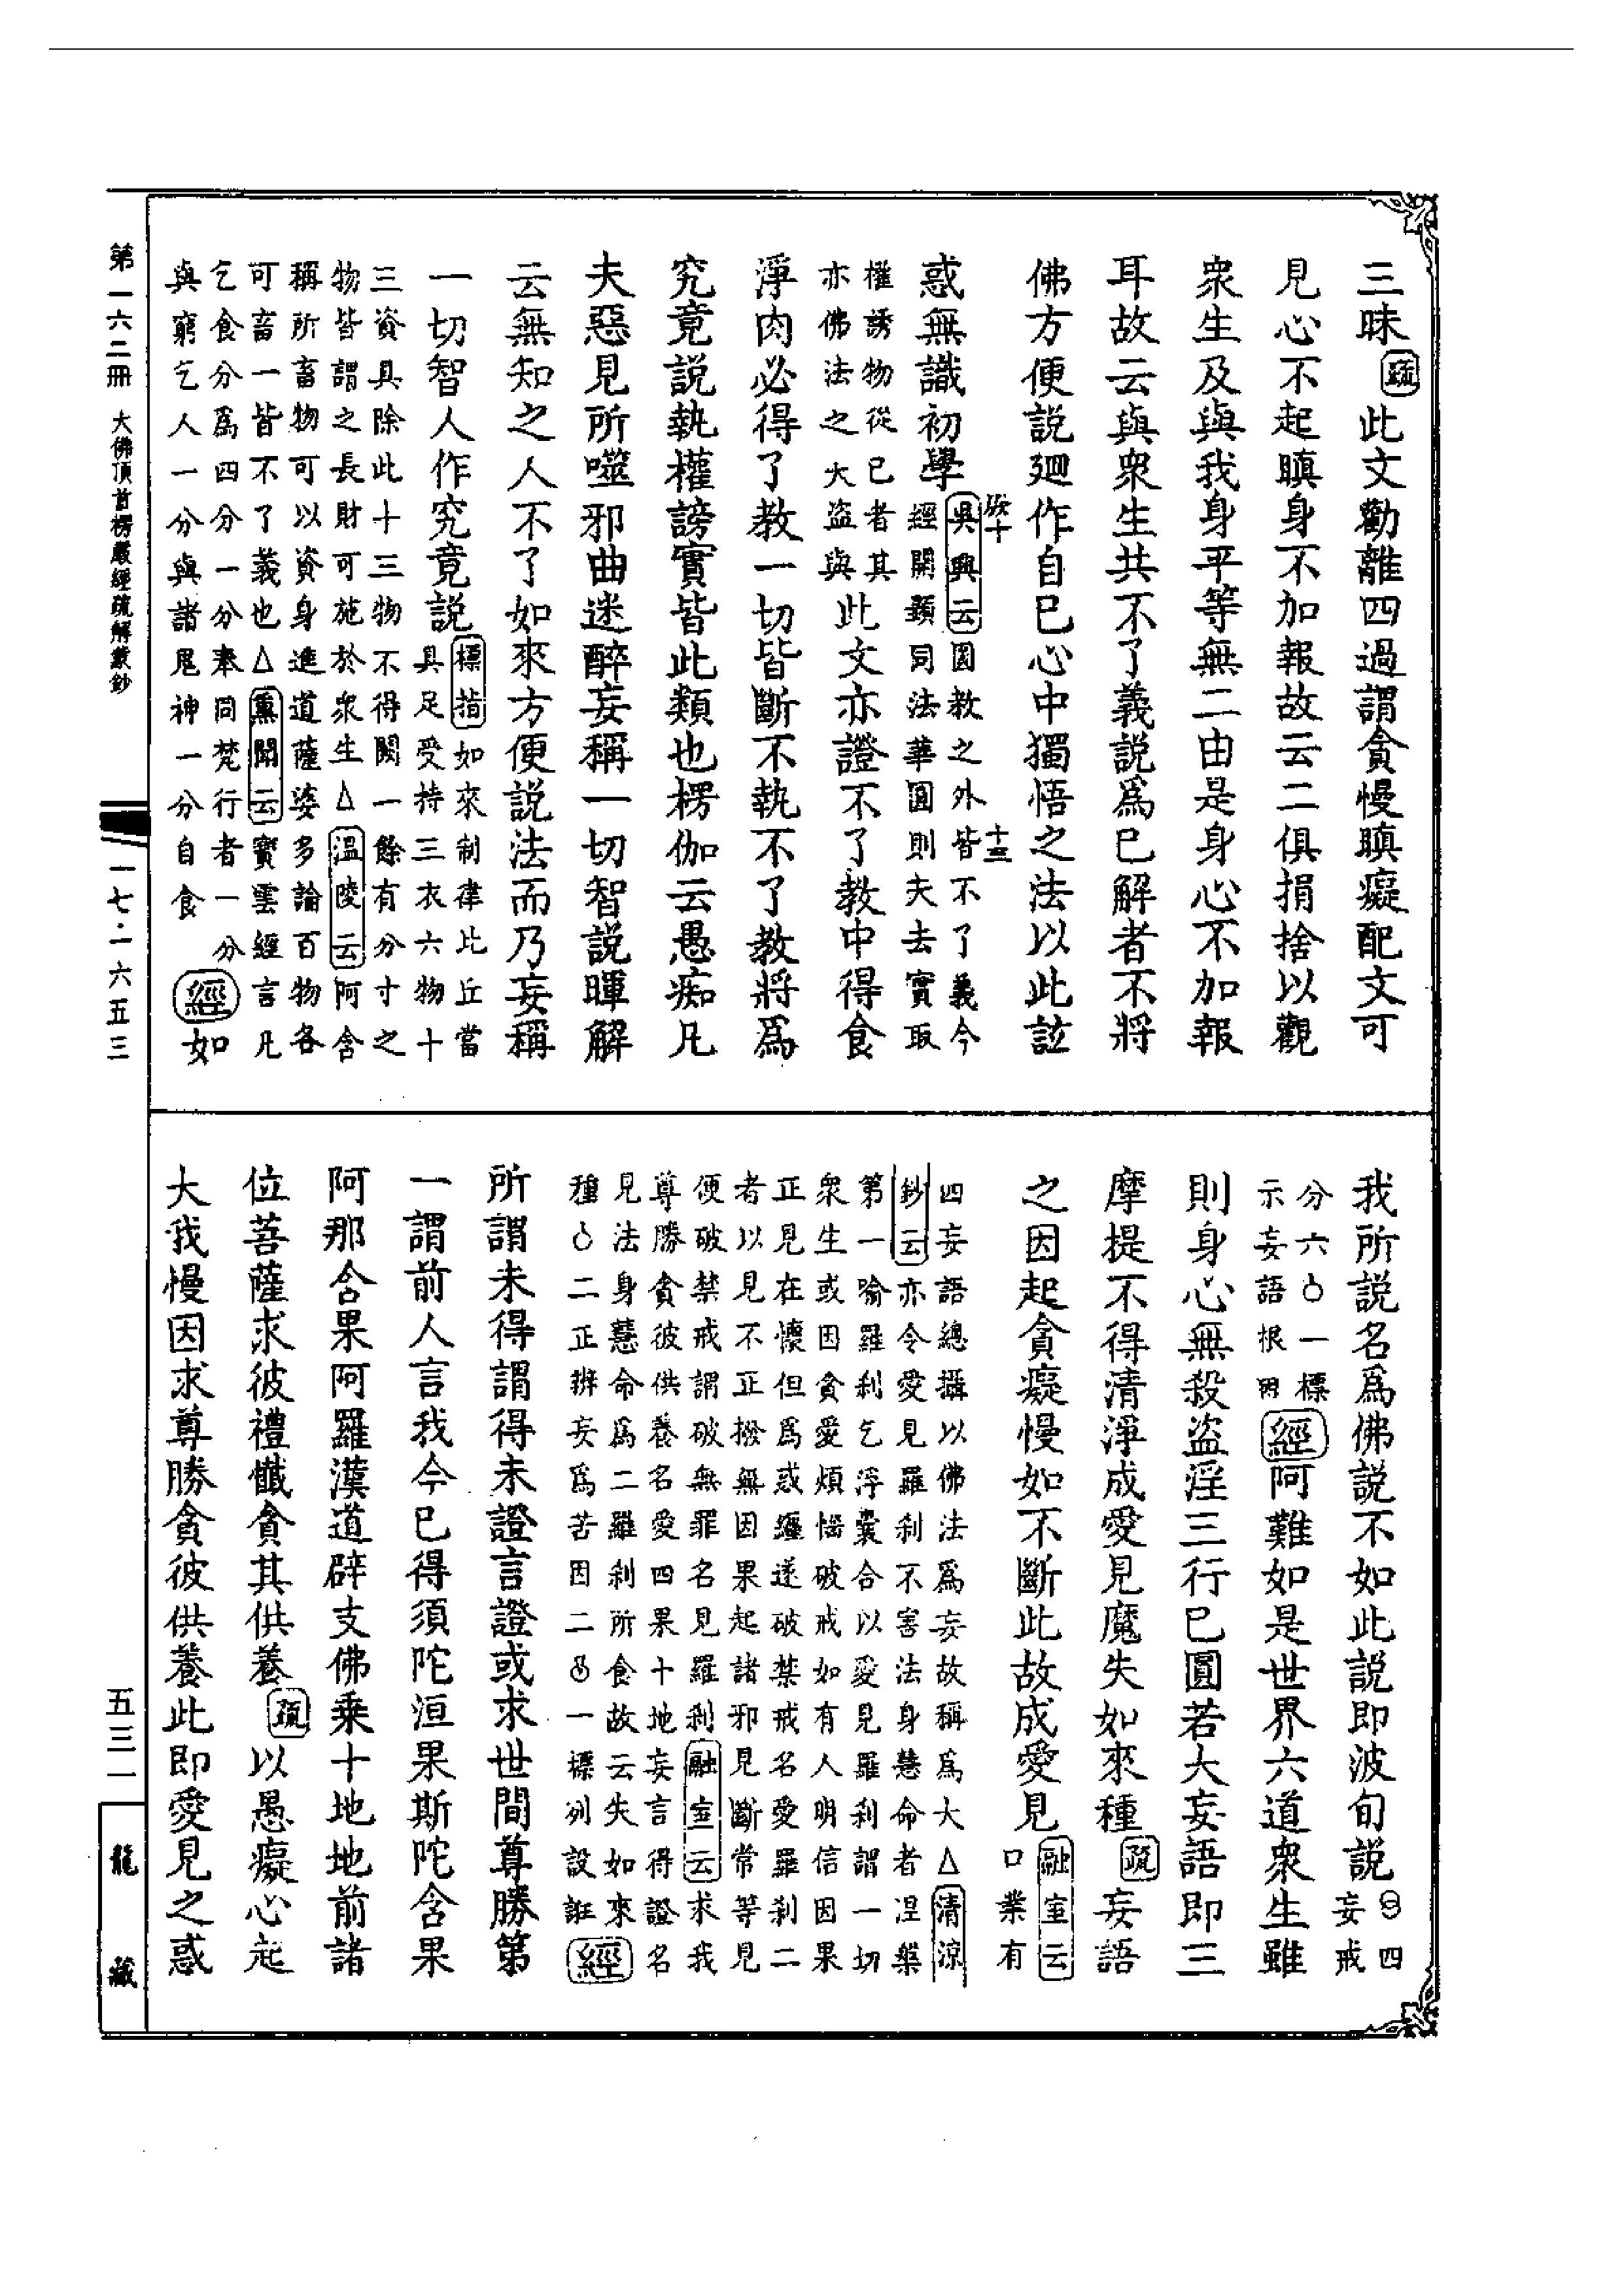 三昧疏此文勸離四過謂貪慢瞋癡配文可
見心不起瞋身不加報故云二俱捐捨以觀
眾生及與我身平等無二由是身心不加報
耳故云與眾生共不了義說為已解者不將
佛方便說廻作自已心中獨悟之法以此詃
惑無識初學吳興云圓教之外皆不了義今
經開顯同法華圓則夫去實取
權誘物從已者其
亦佛法之大盜與此文亦證不了教中得食
淨肉必得了教一切皆斷不執不了教將為
究竟說執權謗實皆此類也楞伽云愚痴凡
夫惡見所噬邪曲迷醉妄稱一切智說暉解
云無知之人不了如來方便說法而乃妄稱
一切智人作究竟說標指如來制律比丘當
具足受持三衣六物十
三資具除此十三物不得闕一餘有分寸之
物皆謂之長財可施於眾生△溫陵云阿含
稱所畜物可以資身進道薩婆多論百物各
可畜一皆不了義也△熏聞云寶雲經言凡
乞食分為四分一分奉同梵行者一分
與窮乞人一分與諸鬼神一分自食經如
我所說名為佛說不如此說即波旬說㊀四
妄戒
分六○一標
示妄語根經阿難如是世界六道眾生雖
則身心無殺盜淫三行已圓若大妄語即三
摩提不得清淨成愛見魔失如來種疏妄語
之因起貪癡慢如不斷此故成愛見融室云
口業有
四妄語總攝以佛法為妄故稱為大△清涼
鈔云亦令愛見羅剎不害法身慧命者涅槃
第一喻羅剎乞浮囊合以愛見羅剎謂一切
眾生或因貪愛煩惱破戒如有人明信因果
正見在懷但為惑纏遂破禁戒名愛羅剎二
者以見不正撥無因果起諸邪見斷常等見
便破禁戒謂破無罪名見羅剎融室云求我
尊勝貪彼供養名愛四果十地妄言得證名
見法身慧命為二羅剎所食故云失如來
種○二正辨妄為苦因二○一標列設誑經
所謂未得謂得未證言證或求世間尊勝第
一謂前人言我今已得須陀洹果斯陀含果
阿那含果阿羅漢道辟支佛乘十地地前諸
位菩薩求彼禮懺貪其供養疏以愚癡心起
大我慢因求尊勝貪彼供養此即愛見之惑
第一六二冊 大佛頂首楞嚴經疏解蒙鈔
一七·一六五三
五三一
龍藏